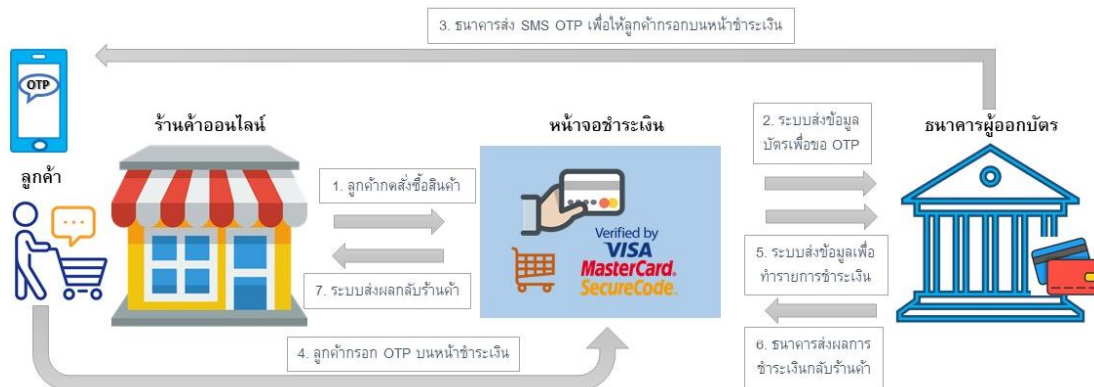 3. ธนาคารส่ง SMS OTP เพื่อให้ลูกค้ากรอกบนหน้าชำระเงิน
OTP
ลูกค้า
ร้านค้าออนไลน์
หน้าจอชำระเงิน
2. ระบบส่งข้อมูล
บัตรเพื่อขอ OTP
ธนาคารผู้ออกบัตร
1. ลูกค้ากดสั่งซื้อสินค้า
Verified by
VISA
MasterCard.
SecureCode.
5. ระบบส่งข้อมูลเพื่อ
ทำรายการชำระเงิน
7. ระบบส่งผลกลับร้านค้า
4. ลูกค้ากรอก OTP บนหน้าชำระเงิน
6. ธนาคารส่งผลการ
ชำระเงินกลับร้านค้า